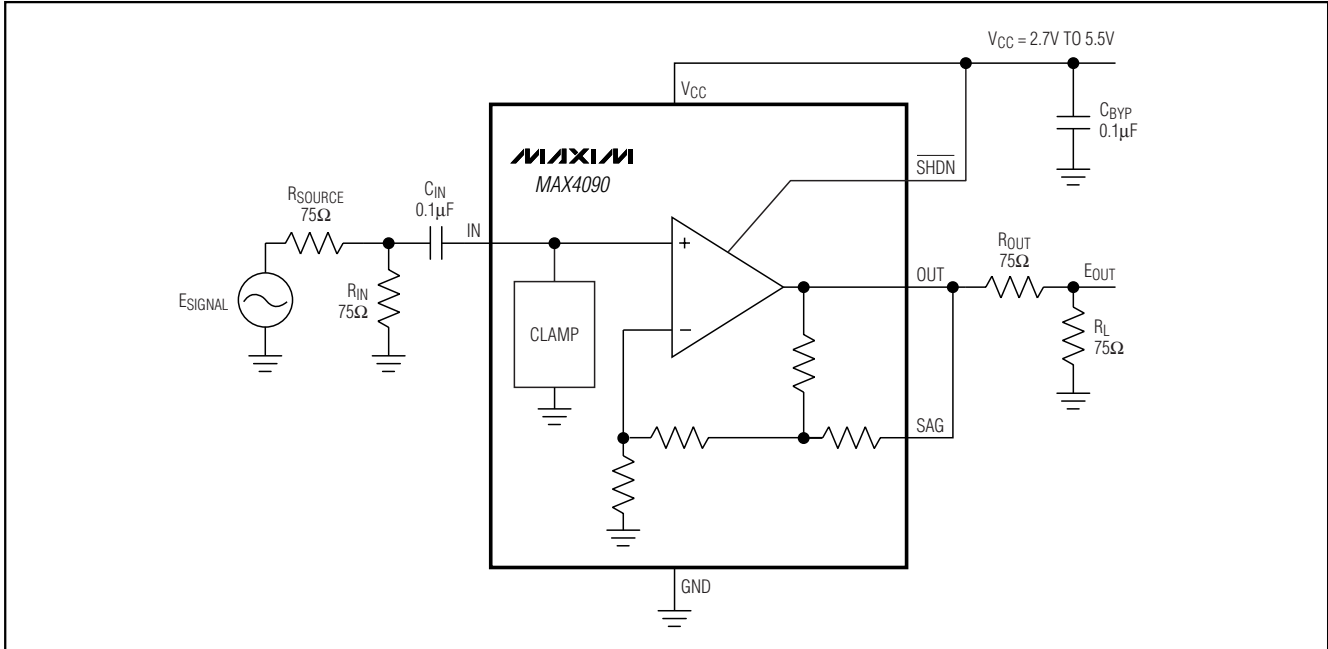 VCC = 2.7V TO 5.5V
VCC
CBYP
0.1µF
MAXIM
MAX4090
SHDN
RSOURCE
75Ω
CIN
0.1µF
IN
ROUT
75Ω
OUT
EOUT
ESIGNAL
RIN
75Ω
+
−
CLAMP
RL
75Ω
SAG
GND